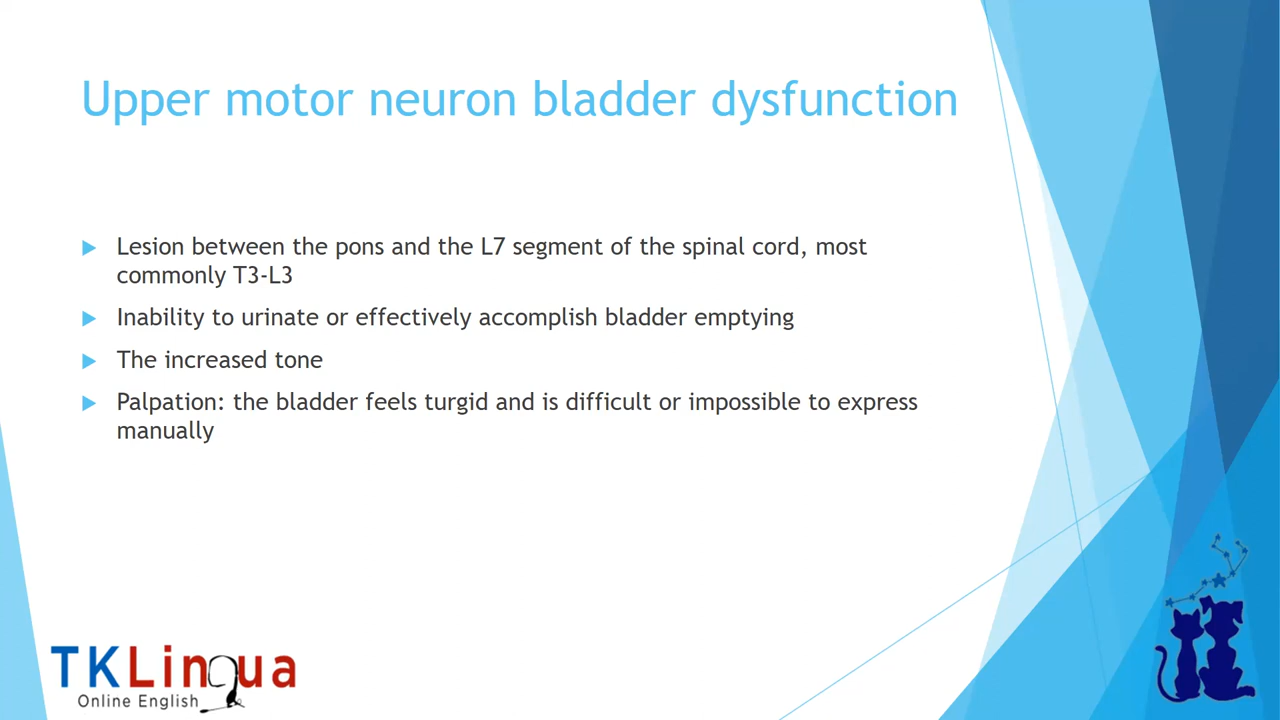 Upper motor neuron bladder dysfunction
Lesion between the pons and the L7 segment of the spinal cord, most
commonly T3-L3
Inability to urinate or effectively accomplish bladder emptying
The increased tone
Palpation: the bladder feels turgid and is difficult or impossible to express
manually
TKLingua
Online English